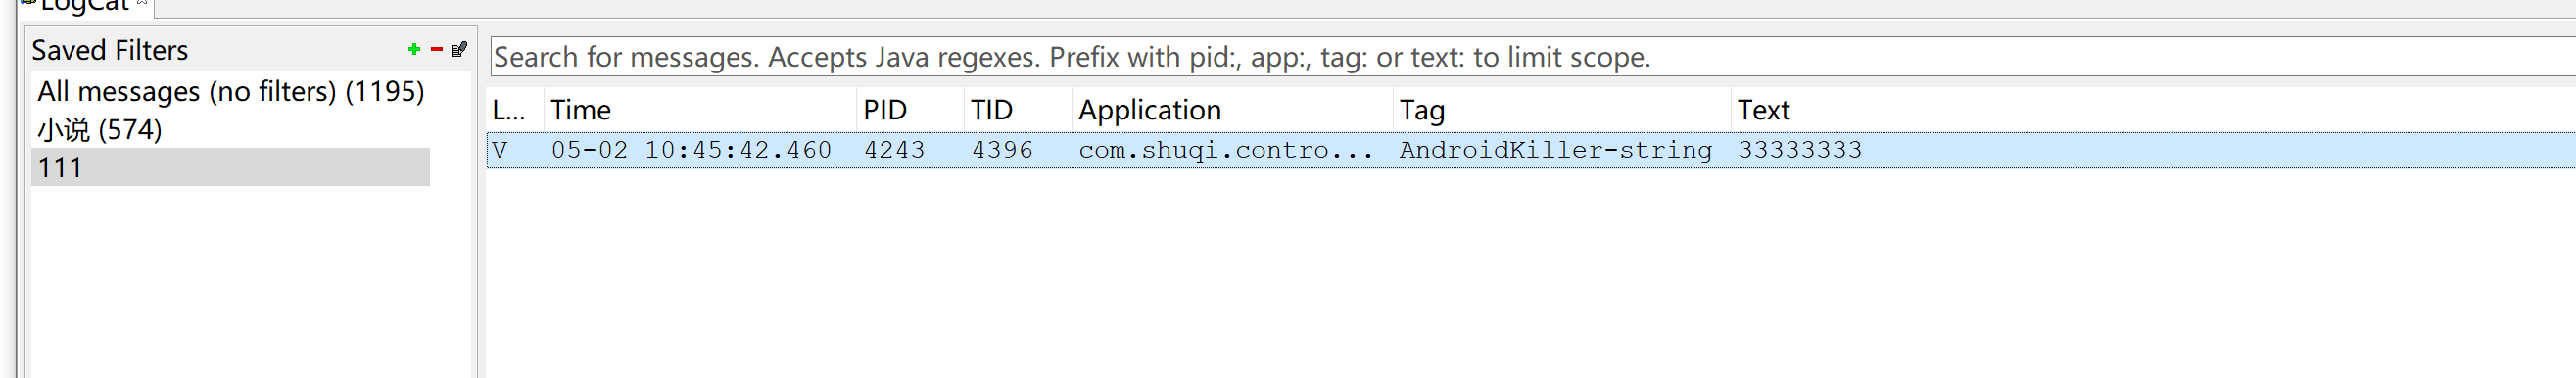 LogCat
Saved Filters
All messages (no filters) (1195)
小说 (574)
111
Search for messages. Accepts Java regexes. Prefix with pid:, app:, tag: or text: to limit scope.
L... Time PID TID Application Tag Text
V 05-02 10:45:42.460 4243 4396 com.shuqi.contro... AndroidKiller-string 33333333